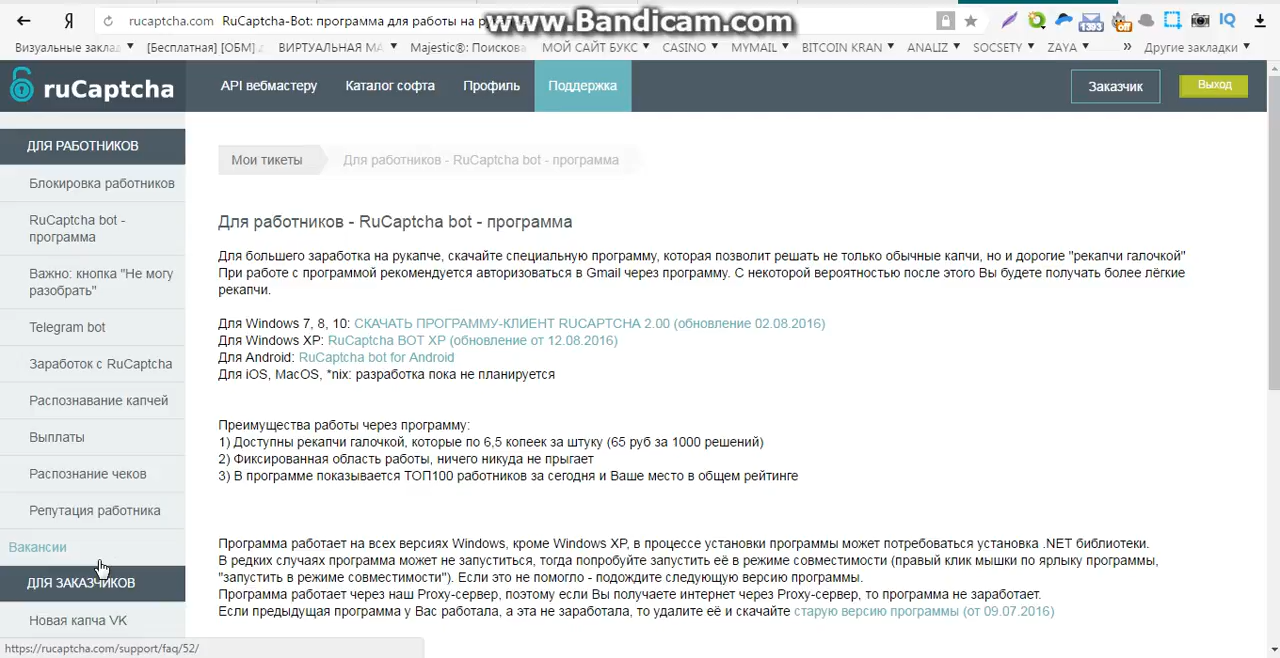 rucaptcha.com RuCaptcha-Bot: программа для работы на р
www.Bandicam.com
1393
off
IQ
Визуальные заклад
[Бесплатная] [ОБМ]
ВИРТУАЛЬНАЯ МА
Majestic®: Поискова
МОЙ САЙТ БУКС
CASINO
MYMAIL
BITCOIN KRAN
ANALIZ
SOCSETY
ZAYA
»
Другие закладки
ruCaptcha
API вебмастеру
Каталог софта
Профиль
Поддержка
Заказчик
Выход
ДЛЯ РАБОТНИКОВ
Блокировка работников
RuCaptcha bot -
программа
Важно: кнопка "Не могу
разобрать"
Telegram bot
Заработок с RuCaptcha
Распознавание капчей
Выплаты
Распознание чеков
Репутация работника
Вакансии
ДЛЯ ЗАКАЗЧИКОВ
Новая капча VK
Мои тикеты
Для работников - RuCaptcha bot - программа
Для работников - RuCaptcha bot - программа
Для большего заработка на рукапче, скачайте специальную программу, которая позволит решать не только обычные капчи, но и дорогие "рекапчи галочкой"
При работе с программой рекомендуется авторизоваться в Gmail через программу. С некоторой вероятностью после этого Вы будете получать более лёгкие
рекапчи.
Для Windows 7, 8, 10: СКАЧАТЬ ПРОГРАММУ-КЛИЕНТ RUCAPTCHA 2.00 (обновление 02.08.2016)
Для Windows XP: RuCaptcha BOT XP (обновление от 12.08.2016)
Для Android: RuCaptcha bot for Android
Для iOS, MacOS, *nix: разработка пока не планируется
Преимущества работы через программу:
1) Доступны рекапчи галочкой, которые по 6,5 копеек за штуку (65 руб за 1000 решений)
2) Фиксированная область работы, ничего никуда не прыгает
3) В программе показывается ТОП100 работников за сегодня и Ваше место в общем рейтинге
Программа работает на всех версиях Windows, кроме Windows XP, в процессе установки программы может потребоваться установка .NET библиотеки.
В редких случаях программа может не запуститься, тогда попробуйте запустить её в режиме совместимости (правый клик мышки по ярлыку программы,
"запустить в режиме совместимости"). Если это не помогло - подождите следующую версию программы.
Программа работает через наш Proxy-сервер, поэтому если Вы получаете интернет через Proxy-сервер, то программа не заработает.
Если предыдущая программа у Вас работала, а эта не заработала, то удалите её и скачайте старую версию программы (от 09.07.2016)
https://rucaptcha.com/support/faq/52/